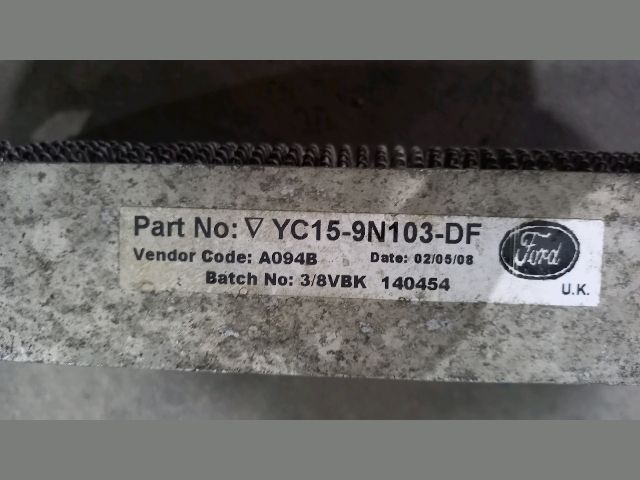 Part No: ▽ YC15-9N103-DF
Vendor Code: A094B Date: 02/05/08
Batch No: 3/8VBK 140454
Ford
U.K.